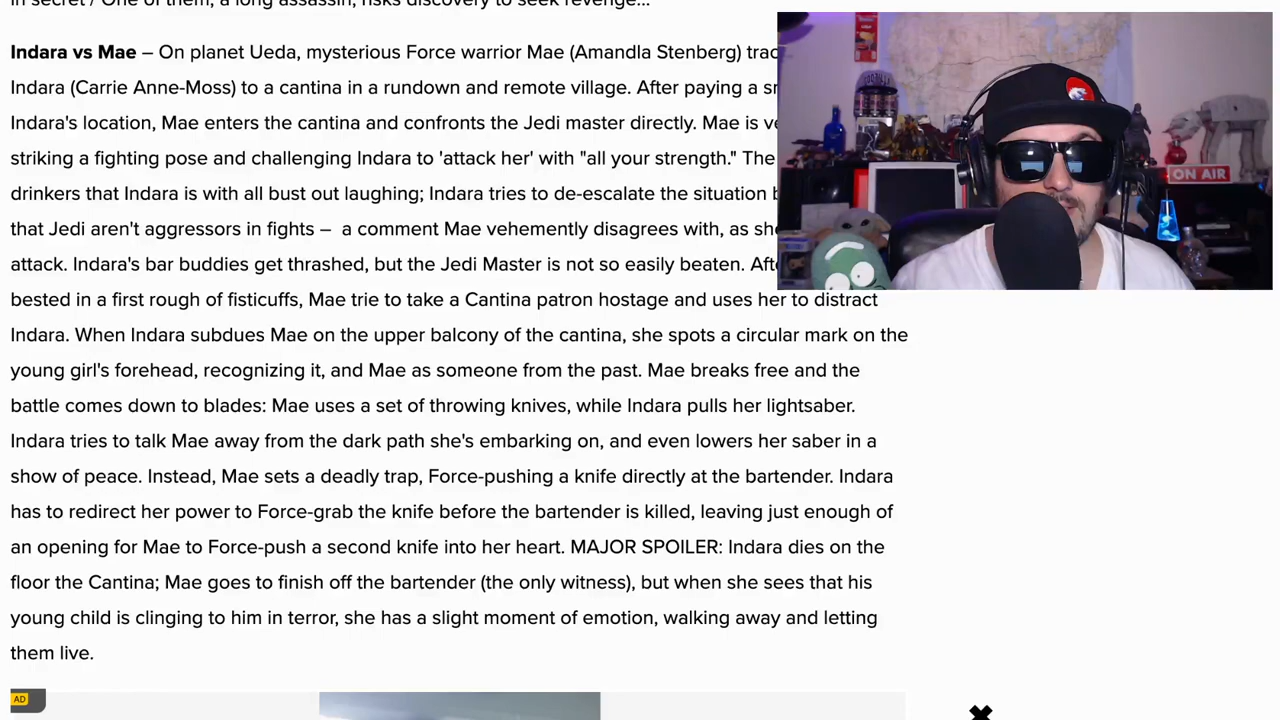 in secret / One of them, a long assassin, risks discovery to seek revenge...
Indara vs Mae – On planet Ueda, mysterious Force warrior Mae (Amandla Stenberg)
Indara (Carrie Anne-Moss) to a cantina in a rundown and remote village. After paying a
Indara's location, Mae enters the cantina and confronts the Jedi master directly. Mae is
striking a fighting pose and challenging Indara to 'attack her' with "all your strength." The
drinkers that Indara is with all bust out laughing; Indara tries to de-escalate the situation
that Jedi aren't aggressors in fights – a comment Mae vehemently disagrees with, as
attack. Indara's bar buddies get thrashed, but the Jedi Master is not so easily beaten.
bested in a first rough of fisticuffs, Mae trie to take a Cantina patron hostage and uses her to distract
Indara. When Indara subdues Mae on the upper balcony of the cantina, she spots a circular mark on the
young girl's forehead, recognizing it, and Mae as someone from the past. Mae breaks free and the
battle comes down to blades: Mae uses a set of throwing knives, while Indara pulls her lightsaber.
Indara tries to talk Mae away from the dark path she's embarking on, and even lowers her saber in a
show of peace. Instead, Mae sets a deadly trap, Force-pushing a knife directly at the bartender. Indara
has to redirect her power to Force-grab the knife before the bartender is killed, leaving just enough of
an opening for Mae to Force-push a second knife into her heart. MAJOR SPOILER: Indara dies on the
floor the Cantina; Mae goes to finish off the bartender (the only witness), but when she sees that his
young child is clinging to him in terror, she has a slight moment of emotion, walking away and letting
them live.
AD
ON AIR